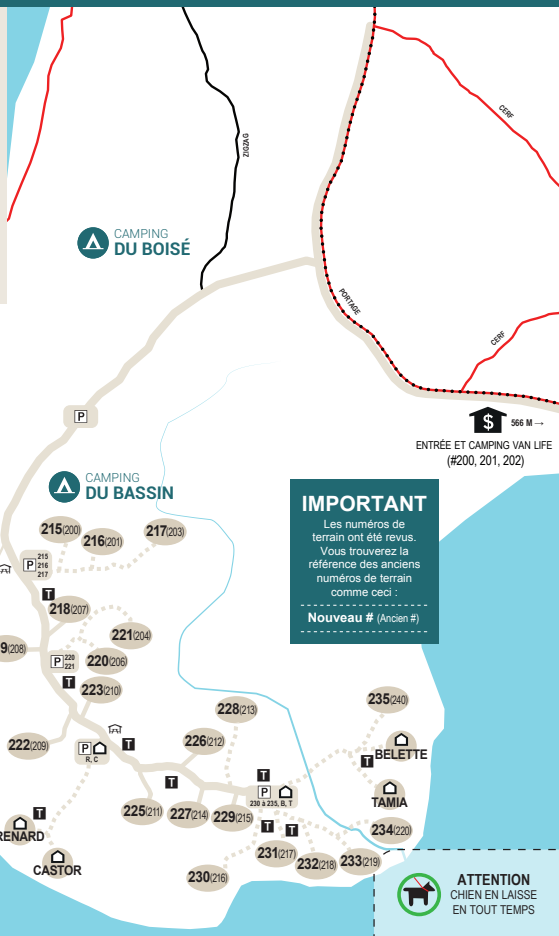 CERF
ZIGZAG
CAMPING
DU BOISÉ
PORTAGE
CERF
$
566 M →
ENTRÉE ET CAMPING VAN LIFE
(#200, 201, 202)
P
CAMPING
DU BASSIN
IMPORTANT
Les numéros de
terrain ont été revus.
Vous trouverez la
référence des anciens
numéros de terrain
comme ceci :
Nouveau # (Ancien #)
215(200)
216(201)
217(203)
P
215
216
217
T
218(207)
221(204)
9(208)
P
220
221
220(206)
T
223(210)
222(209)
P
R, C
T
228(213)
226(212)
235(240)
BELETTE
T
T
T
P
230 à 235, B, T
TAMIA
225(211)
227(214)
229(215)
T
T
234(220)
T
RENARD
CASTOR
231(217)
232(218)
233(219)
230(216)
ATTENTION
CHIEN EN LAISSE
EN TOUT TEMPS